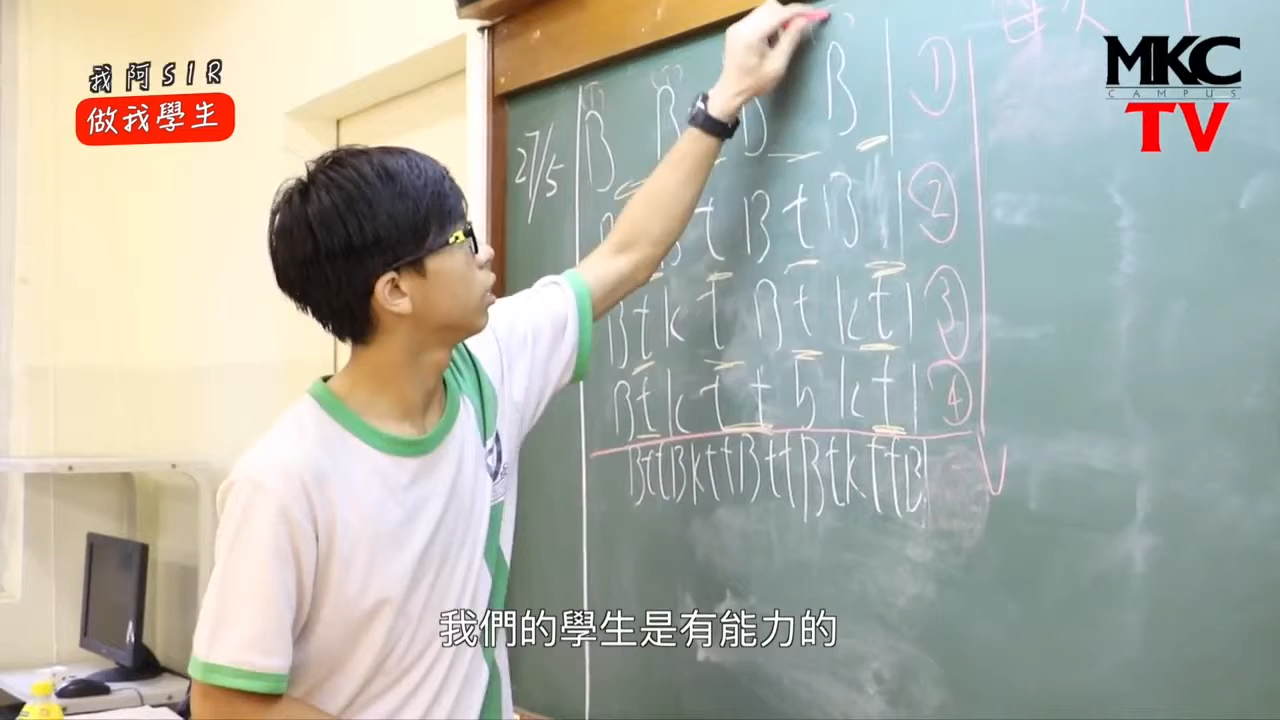 我阿SIR
做我學生
MKC
CAMPUS
TV
27/5
B B B B | ①
B t B t B | ②
B t k t B t k t | ③
B t k t t b k t | ④
BttBkttBttBtkttB
我們的學生是有能力的